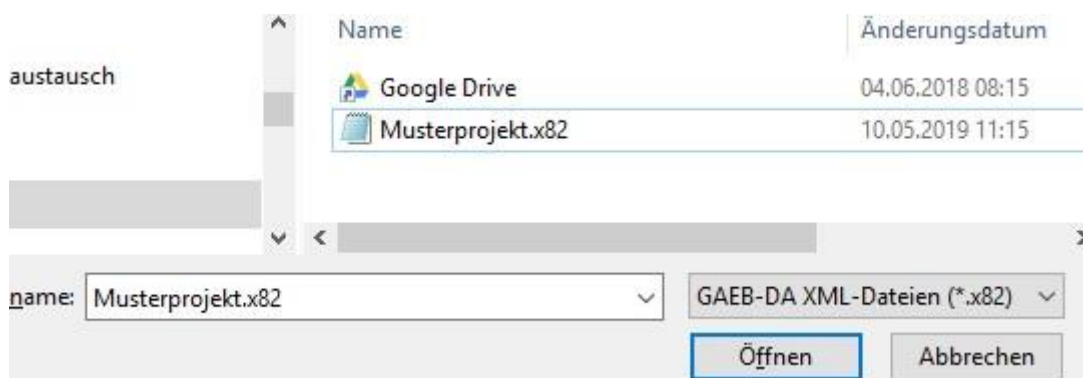 Name Änderungsdatum
austausch
Google Drive 04.06.2018 08:15
Musterprojekt.x82 10.05.2019 11:15
name: Musterprojekt.x82 GAEB-DA XML-Dateien (*.x82)
Öffnen Abbrechen